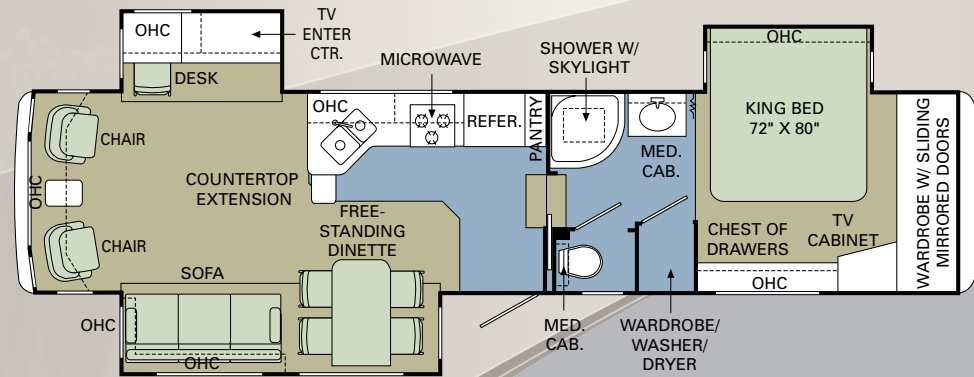 OHC
TV
ENTER
CTR.
DESK
MICROWAVE
SHOWER W/
SKYLIGHT
OHC
KING BED
72" X 80"
WARDROBE W/ SLIDING
MIRRORED DOORS
CHAIR
OHC
REFER.
PANTRY
MED.
CAB.
OHC
COUNTERTOP
EXTENSION
FREE-
STANDING
DINETTE
CHAIR
SOFA
CHEST OF
DRAWERS
TV
CABINET
OHC
OHC
OHC
MED.
CAB.
WARDROBE/
WASHER/
DRYER